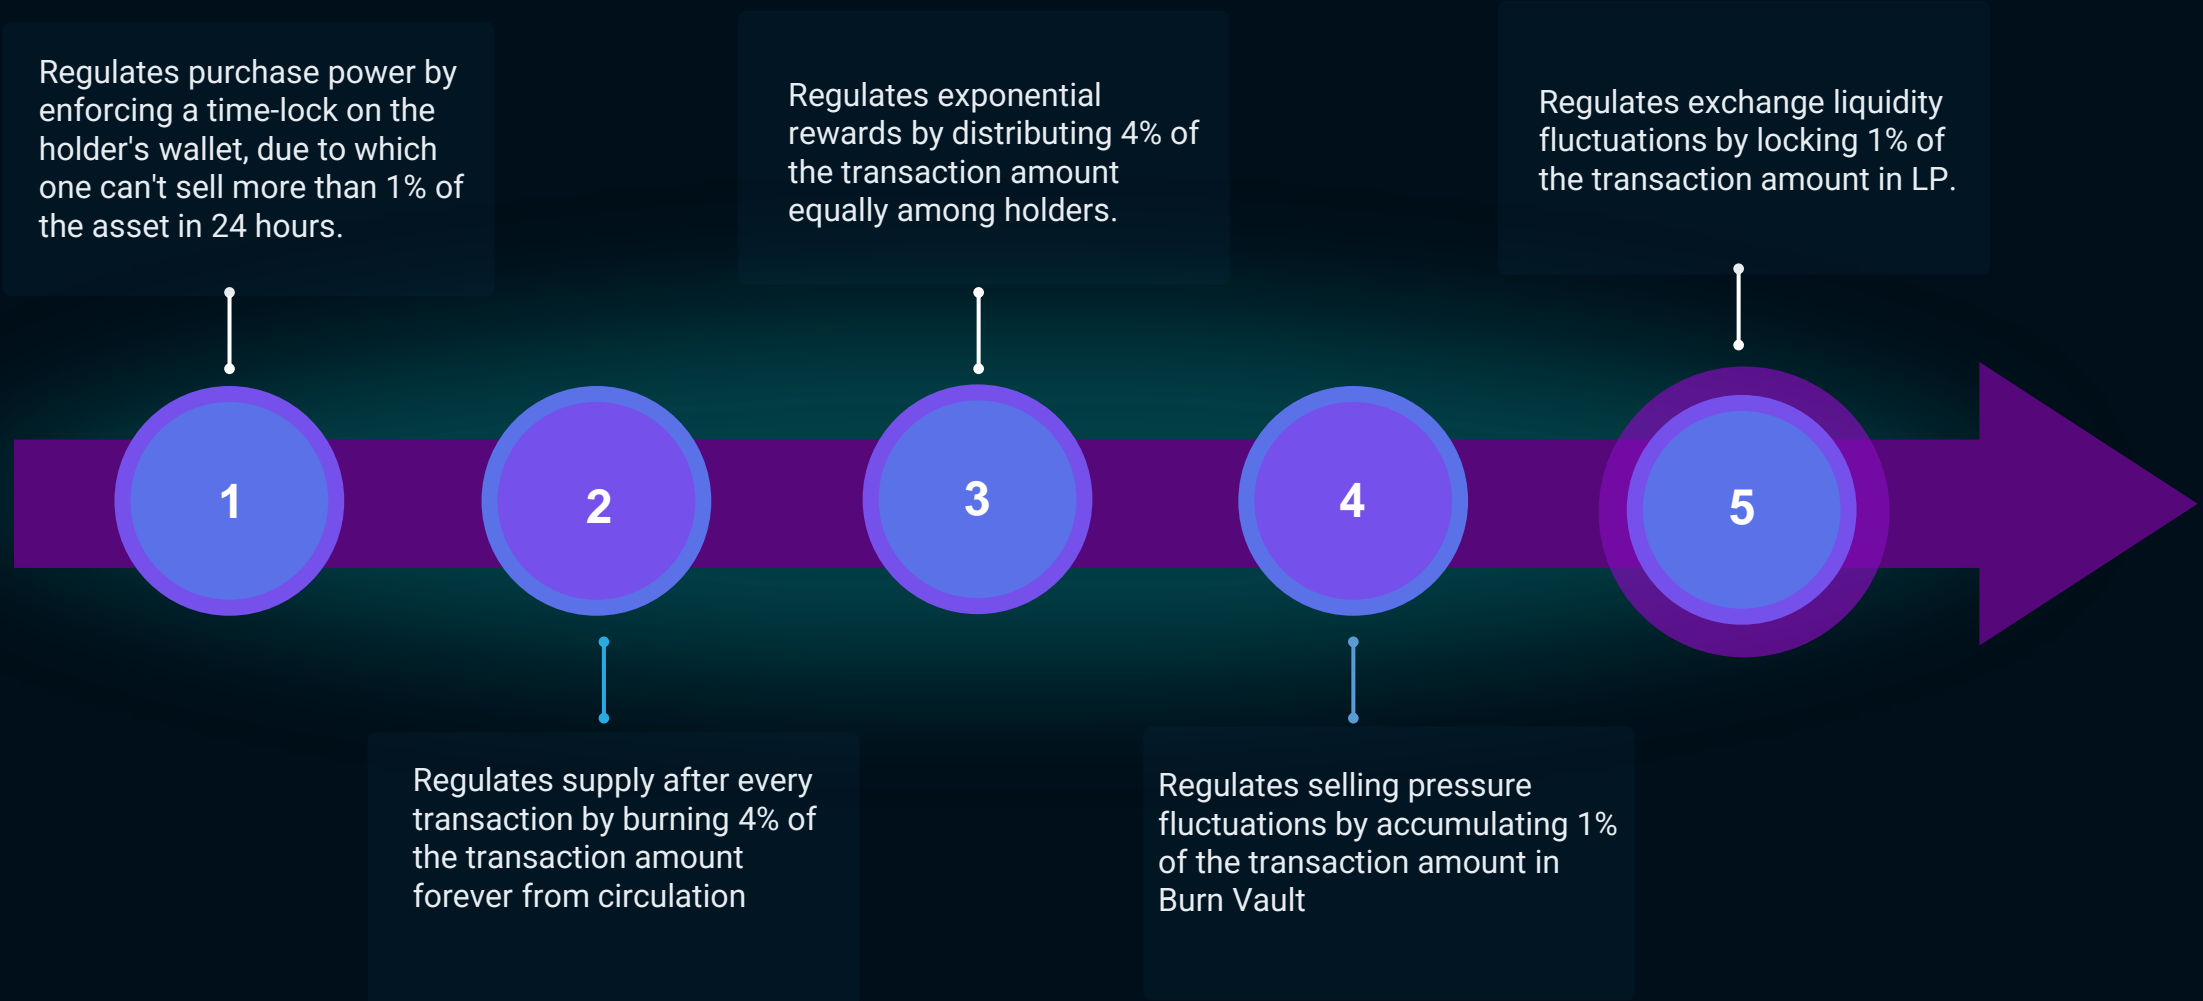 Regulates purchase power by
enforcing a time-lock on the
holder's wallet, due to which
one can't sell more than 1% of
the asset in 24 hours.
Regulates exponential
rewards by distributing 4% of
the transaction amount
equally among holders.
Regulates exchange liquidity
fluctuations by locking 1% of
the transaction amount in LP.
1
2
3
4
5
Regulates supply after every
transaction by burning 4% of
the transaction amount
forever from circulation
Regulates selling pressure
fluctuations by accumulating 1%
of the transaction amount in
Burn Vault